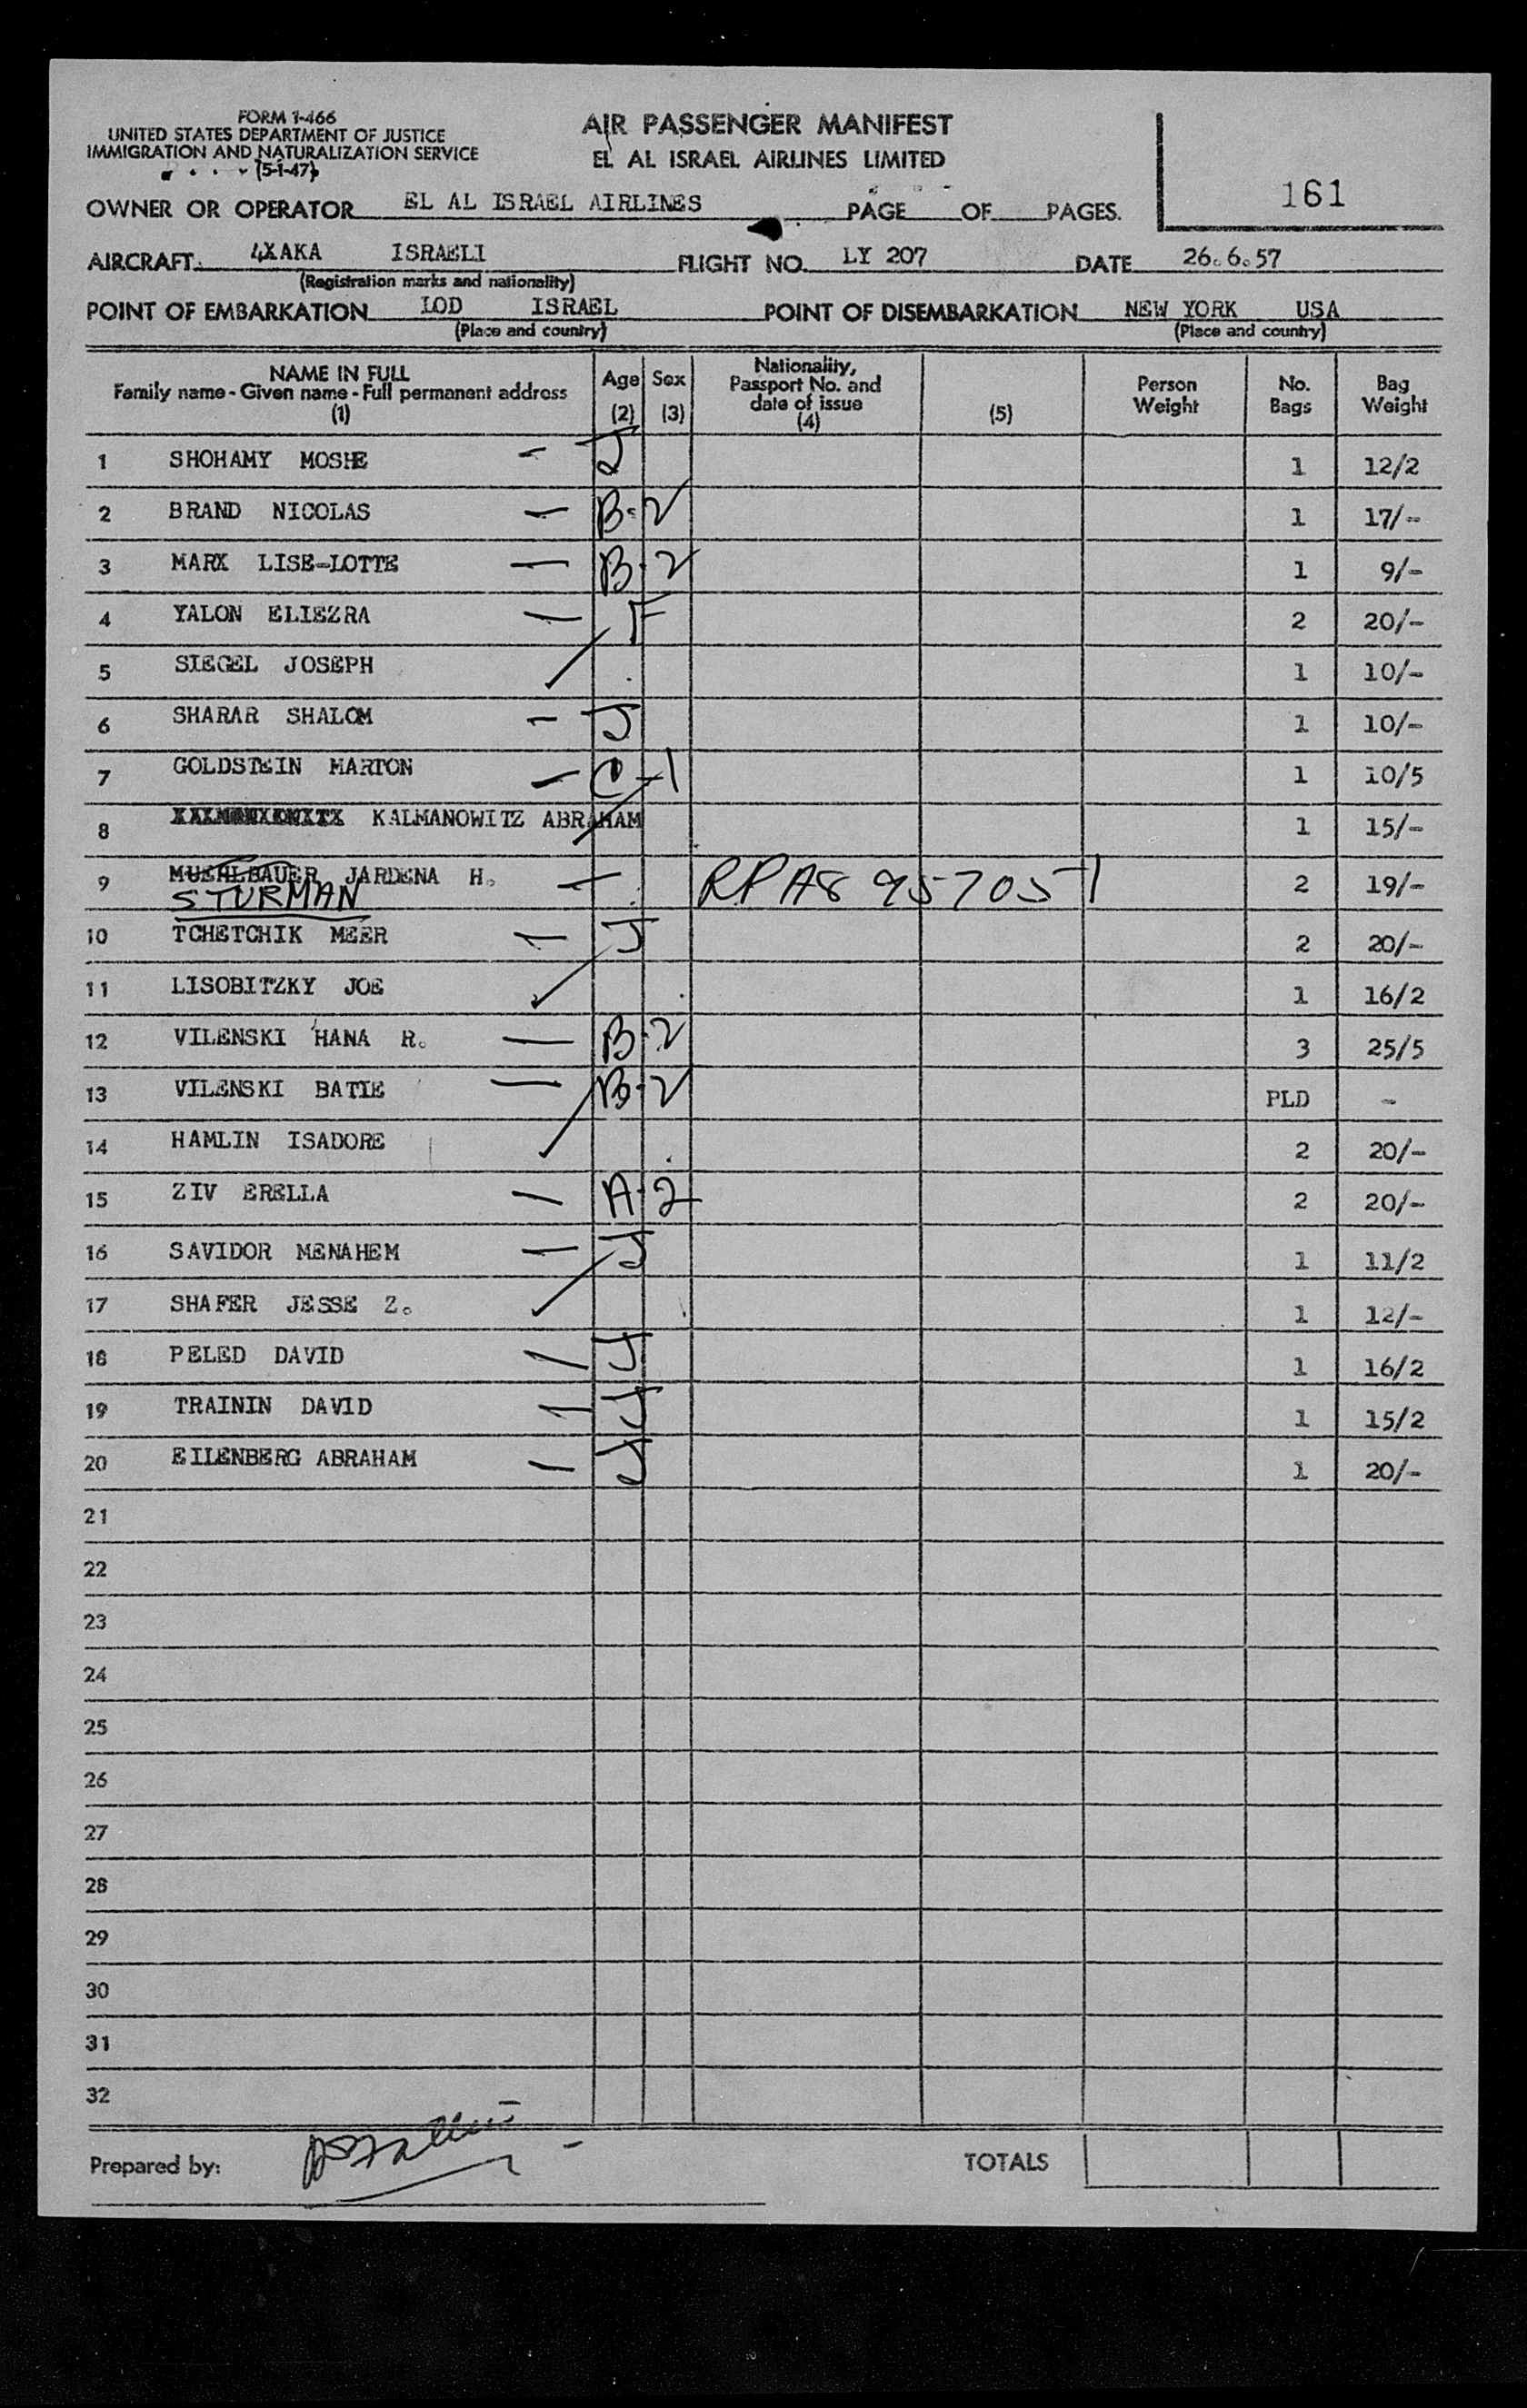 FORM 1-466
UNITED STATES DEPARTMENT OF JUSTICE
IMMIGRATION AND NATURALIZATION SERVICE
(5-1-47)
AIR PASSENGER MANIFEST
EL AL ISRAEL AIRLINES LIMITED
161
OWNER OR OPERATOR EL AL ISRAEL AIRLINES PAGE OF PAGES.
AIRCRAFT. 4XAKA ISRAELI FLIGHT NO. LY 207 DATE 26.6.57
(Registration marks and nationality)
POINT OF EMBARKATION LOD ISRAEL POINT OF DISEMBARKATION NEW YORK USA
(Place and country) (Place and country)
NAME IN FULL
Family name - Given name - Full permanent address
(1)
Age
(2)
Sex
(3)
Nationality,
Passport No. and
date of issue
(4)
(5)
Person
Weight
No.
Bags
Bag
Weight
1 SHOHAMY MOSHE - J 1 12/2
2 BRAND NICOLAS - B-2 1 17/-
3 MARX LISE-LOTTE - B-2 1 9/-
4 YALON ELIEZRA - F 2 20/-
5 SIEGEL JOSEPH ✓ 1 10/-
6 SHARAR SHALOM - J 1 10/-
7 GOLDSTEIN MARTON - C-1 1 10/5
8 KALMANOWITZ ABRAHAM 1 15/-
9 MUEHLBAUER JARDENA H. - RPA8 957051 2 19/-
STURMAN
10 TCHETCHIK MEER - J 2 20/-
11 LISOBITZKY JOE ✓ 1 16/2
12 VILENSKI HANA R. - B-2 3 25/5
13 VILENSKI BATIE - B-2 PLD -
14 HAMLIN ISADORE ✓ 2 20/-
15 ZIV ERELLA - A-2 2 20/-
16 SAVIDOR MENAHEM - J 1 11/2
17 SHAFER JESSE Z. ✓ 1 12/-
18 PELED DAVID - J 1 16/2
19 TRAININ DAVID - J 1 15/2
20 EILENBERG ABRAHAM - J 1 20/-
21
22
23
24
25
26
27
28
29
30
31
32
Prepared by: TOTALS